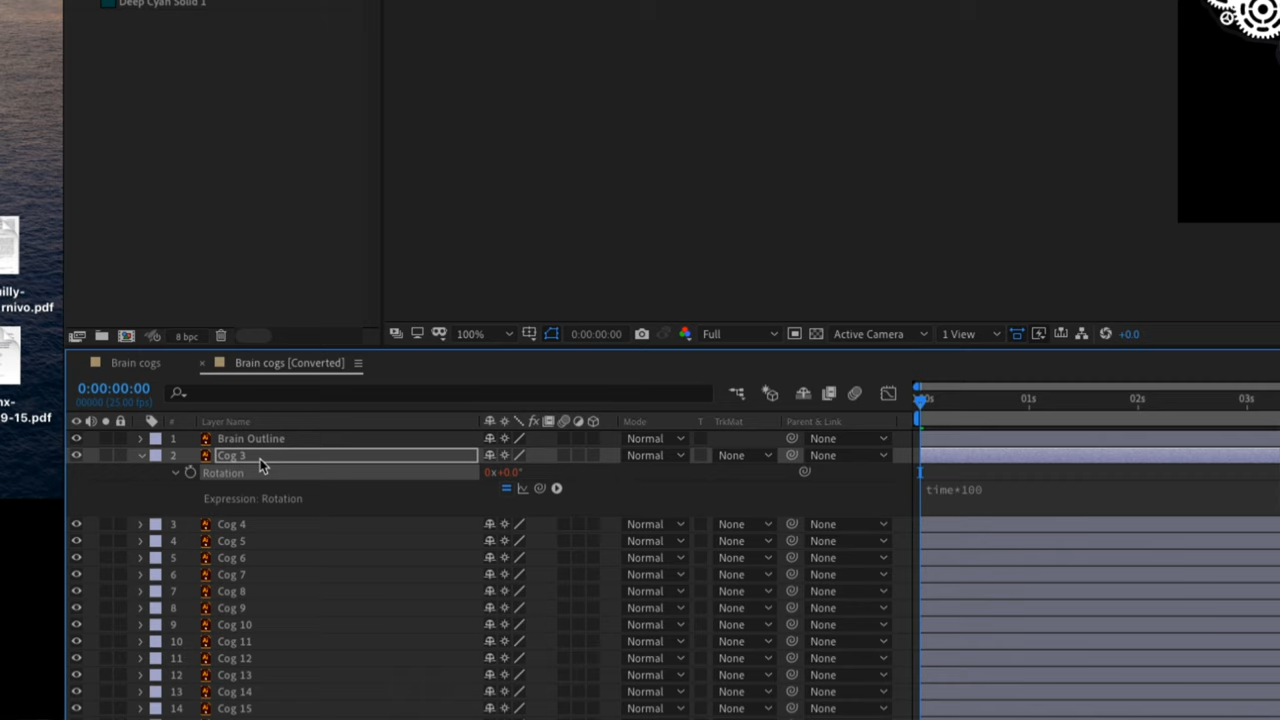 Deep Cyan Solid 1
illy-
rnivo.pdf
nx-
9-15.pdf
8 bpc
100%
0:00:00:00
Full
Active Camera
1 View
+0.0
Brain cogs
× Brain cogs [Converted]
0:00:00:00
00000 (25.00 fps)
00s
01s
02s
03s
# Layer Name fx Mode T TrkMat Parent & Link
1 Brain Outline Normal None
2 Cog 3 Normal None None
Rotation 0x+0.0°
Expression: Rotation time*100
3 Cog 4 Normal None None
4 Cog 5 Normal None None
5 Cog 6 Normal None None
6 Cog 7 Normal None None
7 Cog 8 Normal None None
8 Cog 9 Normal None None
9 Cog 10 Normal None None
10 Cog 11 Normal None None
11 Cog 12 Normal None None
12 Cog 13 Normal None None
13 Cog 14 Normal None None
14 Cog 15 Normal None None